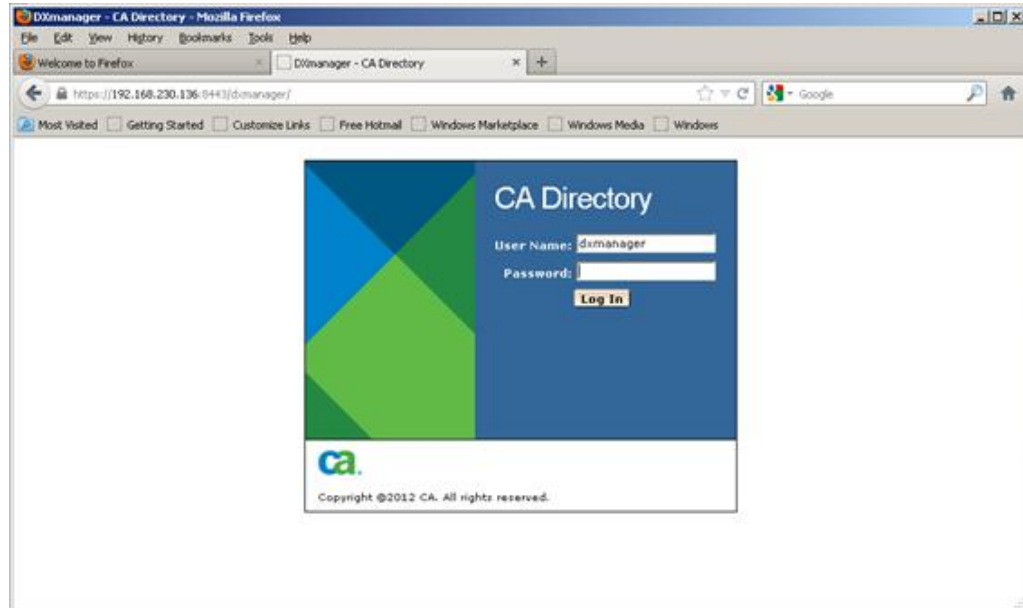 DXmanager - CA Directory - Mozilla Firefox
File Edit View History Bookmarks Tools Help
Welcome to Firefox × DXmanager - CA Directory × +
https://192.168.230.136:8443/dxmanager/ Google
Most Visited Getting Started Customize Links Free Hotmail Windows Marketplace Windows Media Windows
CA Directory
User Name: dxmanager
Password:
Log In
ca.
Copyright ©2012 CA. All rights reserved.